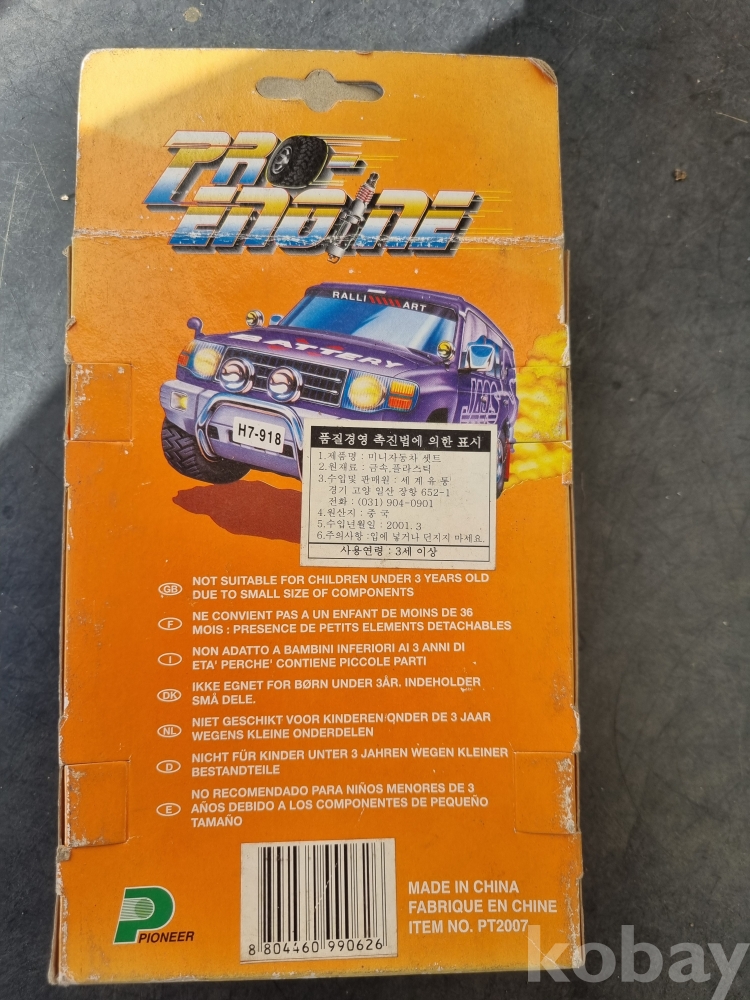 PRO-
ENGINE
RALLI ART
BATTERY
H7-918
품질경영 촉진법에 의한 표시
1.제품명 : 미니자동차 셋트
2.원재료 : 금속,플라스틱
3.수입및 판매원 : 세계유통
경기 고양 일산 장항 652-1
전화 : (031) 904-0901
4.원산지 : 중국
5.수입년월일 : 2001. 3
6.주의사항 :입에 넣거나 던지지 마세요.
사용연령 : 3세 이상
GB NOT SUITABLE FOR CHILDREN UNDER 3 YEARS OLD
DUE TO SMALL SIZE OF COMPONENTS
F NE CONVIENT PAS A UN ENFANT DE MOINS DE 36
MOIS : PRESENCE DE PETITS ELEMENTS DETACHABLES
I NON ADATTO A BAMBINI INFERIORI AI 3 ANNI DI
ETA' PERCHE' CONTIENE PICCOLE PARTI
DK IKKE EGNET FOR BØRN UNDER 3ÅR. INDEHOLDER
SMÅ DELE.
NL NIET GESCHIKT VOOR KINDEREN ONDER DE 3 JAAR
WEGENS KLEINE ONDERDELEN
D NICHT FÜR KINDER UNTER 3 JAHREN WEGEN KLEINER
BESTANDTEILE
E NO RECOMENDADO PARA NIÑOS MENORES DE 3
AÑOS DEBIDO A LOS COMPONENTES DE PEQUEÑO
TAMAÑO
PIONEER
8 804460 990626
MADE IN CHINA
FABRIQUE EN CHINE
ITEM NO. PT2007
kobay